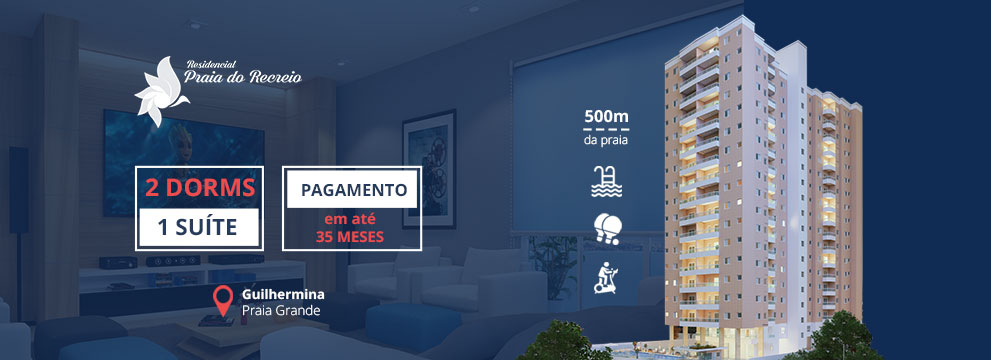 Residencial
Praia do Recreio
2 DORMS
1 SUÍTE
PAGAMENTO
em até
35 MESES
Guilhermina
Praia Grande
500m
da praia